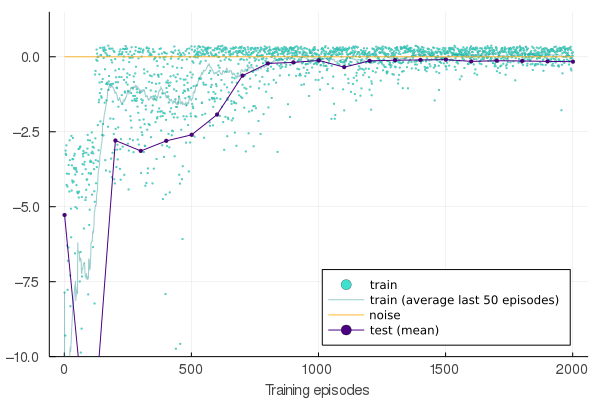 0.0
−2.5
−5.0
−7.5
−10.0
0
500
1000
1500
2000
Training episodes
train
train (average last 50 episodes)
noise
test (mean)